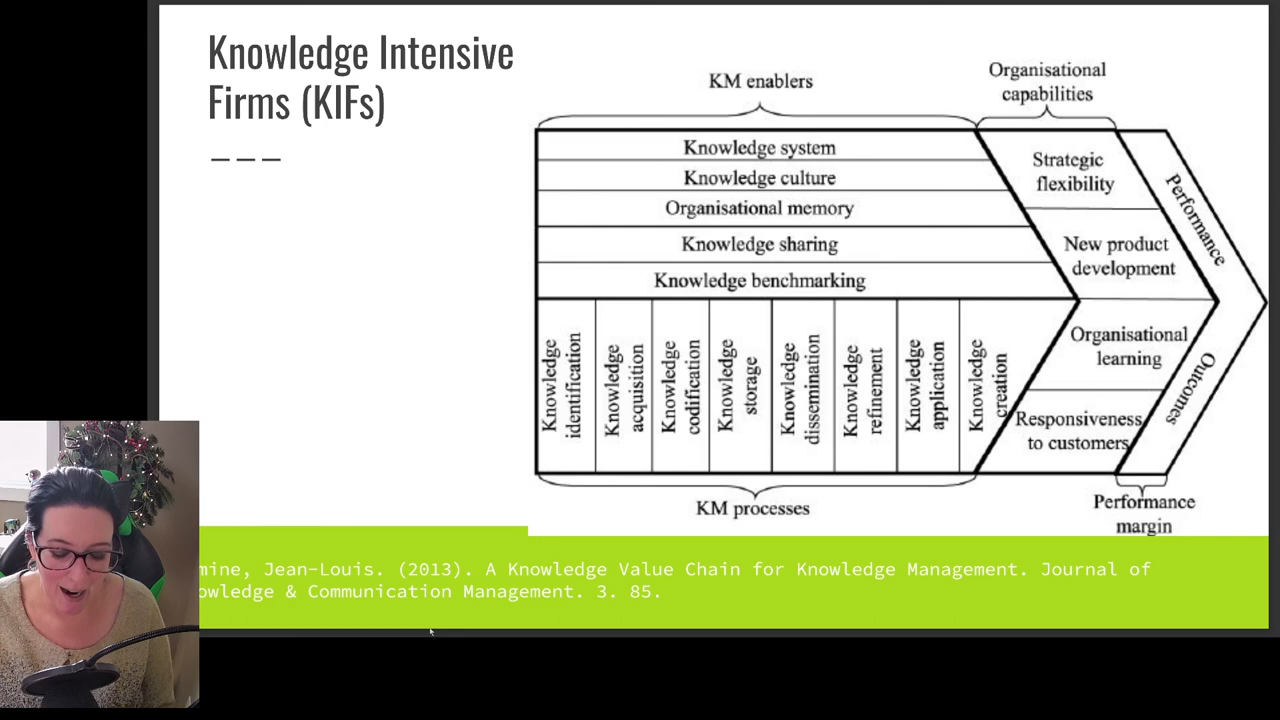 Knowledge Intensive
Firms (KIFs)
KM enablers
Organisational
capabilities
Knowledge system
Knowledge culture
Organisational memory
Knowledge sharing
Knowledge benchmarking
Knowledge
identification
Knowledge
acquisition
Knowledge
codification
Knowledge
storage
Knowledge
dissemination
Knowledge
refinement
Knowledge
application
Knowledge
creation
Strategic
flexibility
New product
development
Organisational
learning
Responsiveness
to customers
Performance
Outcomes
KM processes
Performance
margin
mine, Jean-Louis. (2013). A Knowledge Value Chain for Knowledge Management. Journal of
owledge & Communication Management. 3. 85.